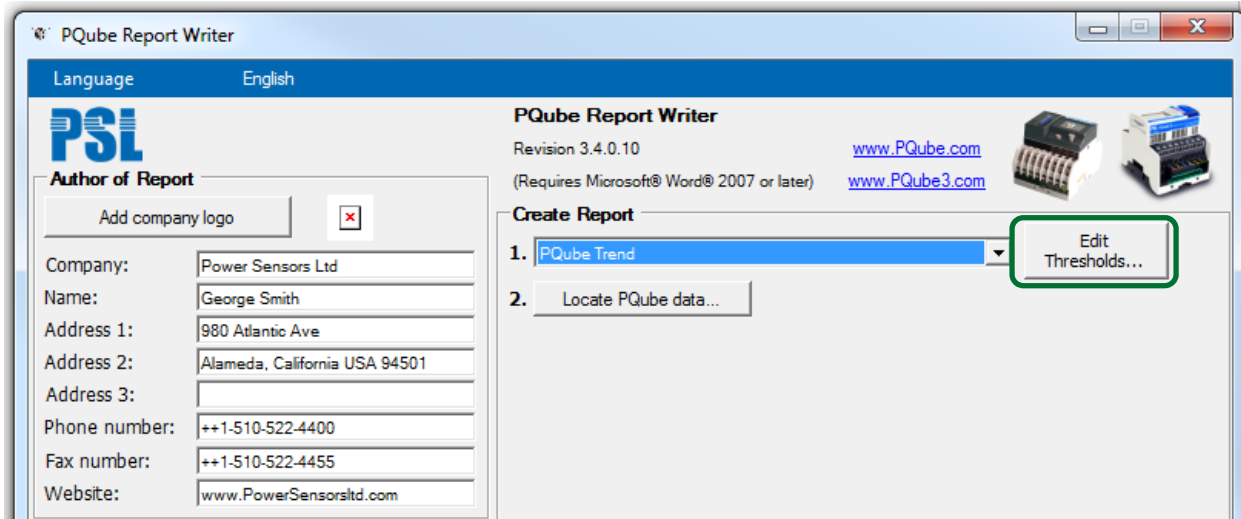 PQube Report Writer
Language English
PSL
PQube Report Writer
Revision 3.4.0.10 www.PQube.com
(Requires Microsoft® Word® 2007 or later) www.PQube3.com
Author of Report
Add company logo
Company: Power Sensors Ltd
Name: George Smith
Address 1: 980 Atlantic Ave
Address 2: Alameda, California USA 94501
Address 3:
Phone number: ++1-510-522-4400
Fax number: ++1-510-522-4455
Website: www.PowerSensorsltd.com
Create Report
1. PQube Trend
Edit
Thresholds...
2. Locate PQube data...